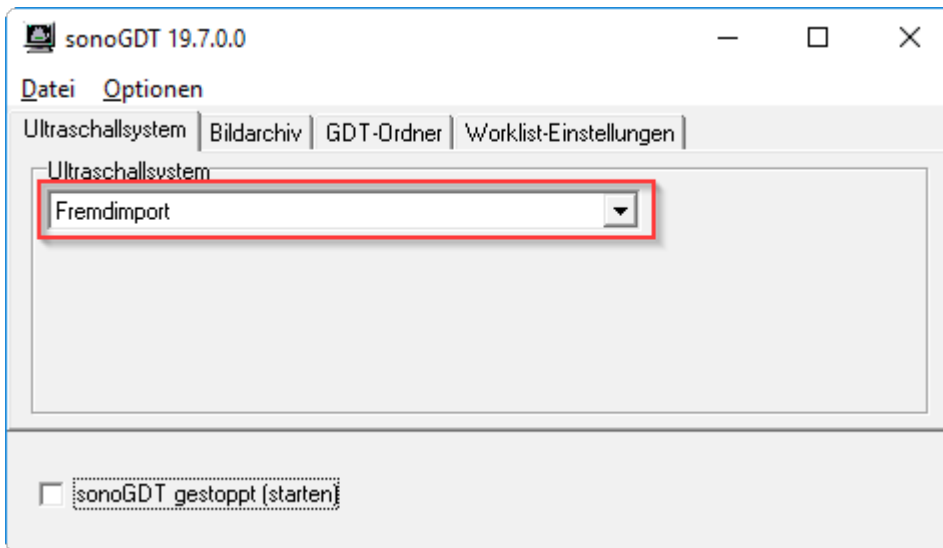 sonoGDT 19.7.0.0
Datei Optionen
Ultraschallsystem Bildarchiv GDT-Ordner Worklist-Einstellungen
Ultraschallsystem
Fremdimport
sonoGDT gestoppt (starten)